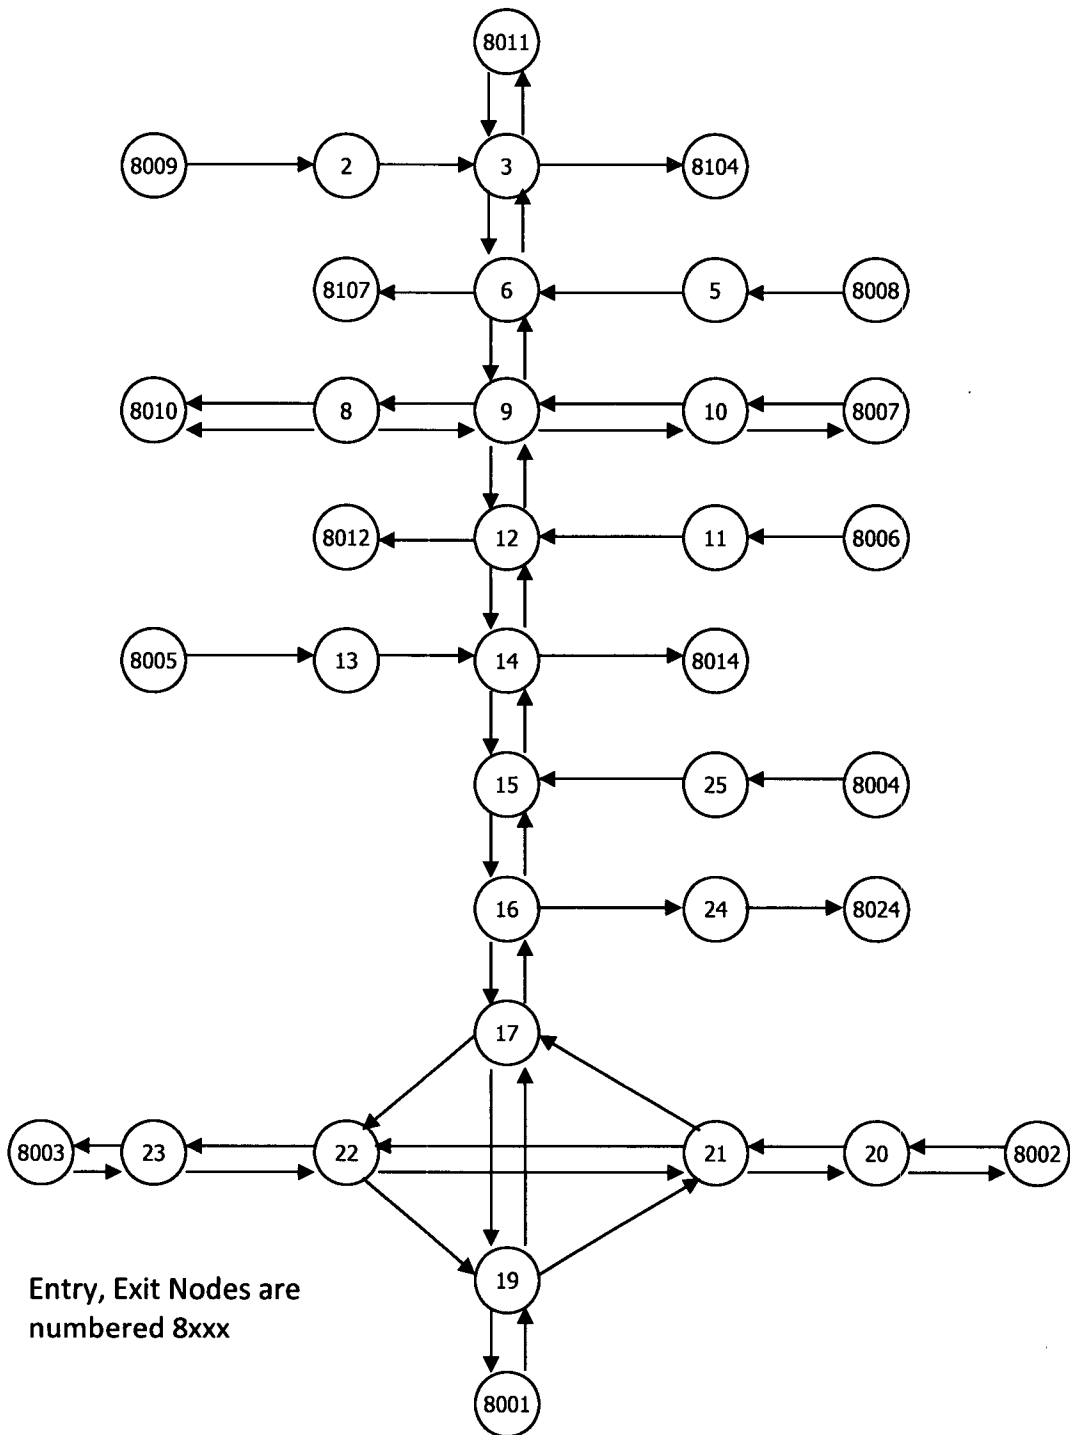 8011
8009 2 3 8104
8107 6 5 8008
8010 8 9 10 8007
8012 12 11 8006
8005 13 14 8014
15 25 8004
16 24 8024
17
8003 23 22 21 20 8002
19
Entry, Exit Nodes are
numbered 8xxx
8001